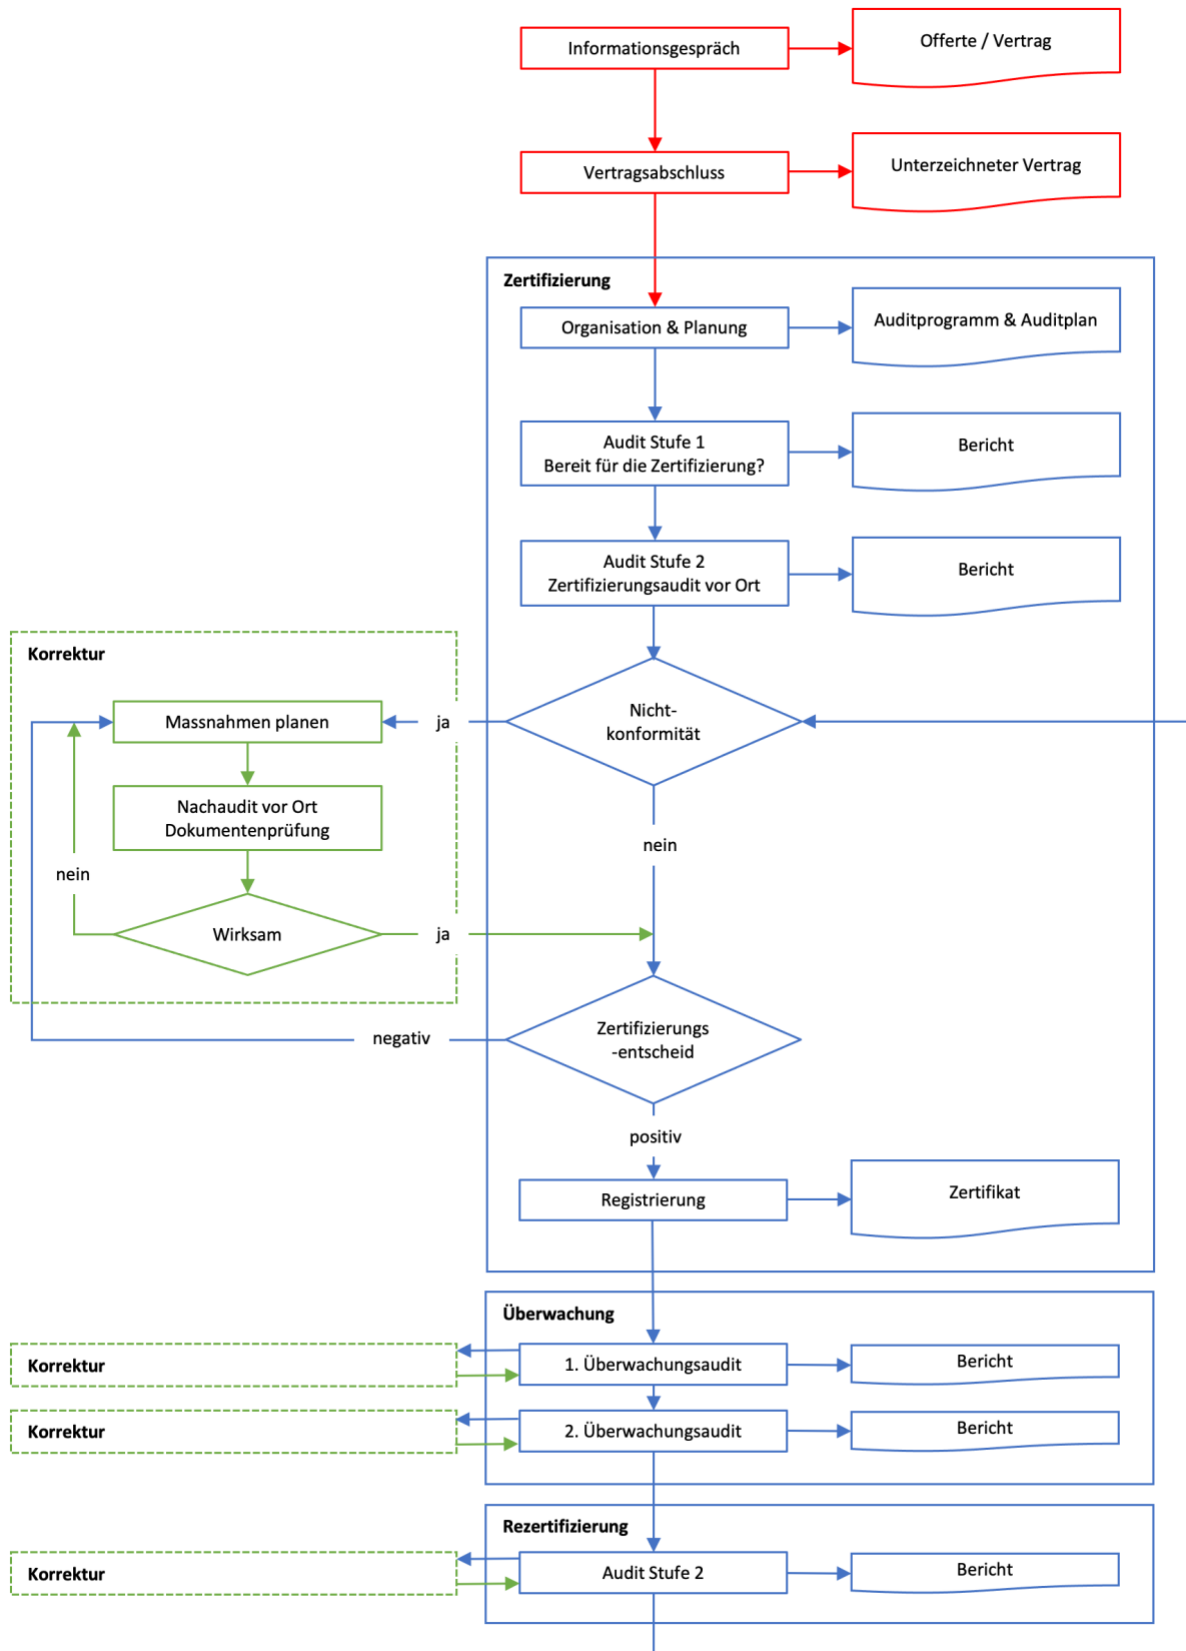 Informationsgespräch
Offerte / Vertrag
Vertragsabschluss
Unterzeichneter Vertrag
Zertifizierung
Organisation & Planung
Auditprogramm & Auditplan
Audit Stufe 1
Bereit für die Zertifizierung?
Bericht
Audit Stufe 2
Zertifizierungsaudit vor Ort
Bericht
Korrektur
Massnahmen planen
ja
Nicht-
konformität
Nachaudit vor Ort
Dokumentenprüfung
nein
nein
Wirksam
ja
negativ
Zertifizierungs
-entscheid
positiv
Registrierung
Zertifikat
Überwachung
Korrektur
1. Überwachungsaudit
Bericht
Korrektur
2. Überwachungsaudit
Bericht
Rezertifizierung
Korrektur
Audit Stufe 2
Bericht